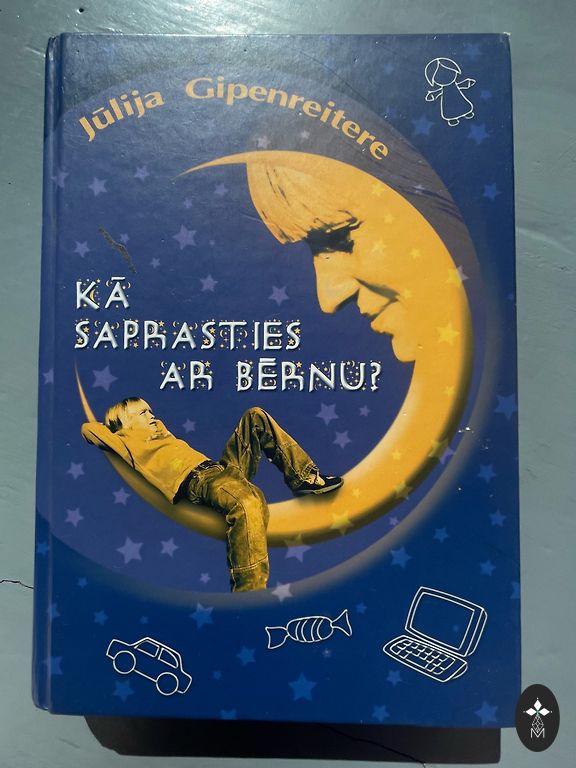 Jūlija Gipenreitere
KĀ
SAPRASTIES
AR BĒRNU?
M